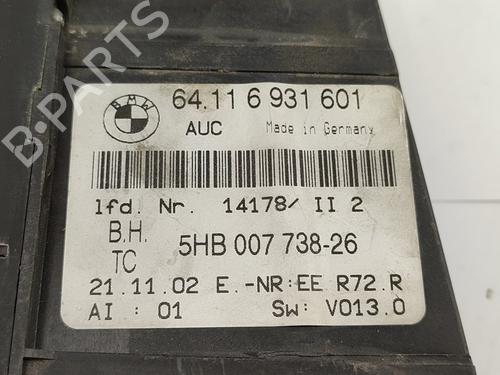 BMW
64.11 6 931 601
AUC Made in Germany
lfd. Nr. 14178/ II 2
B.H. 5HB 007 738-26
TC
21.11.02 E.-NR:EE R72.R
AI : 01 Sw: V013.0
B-PARTS